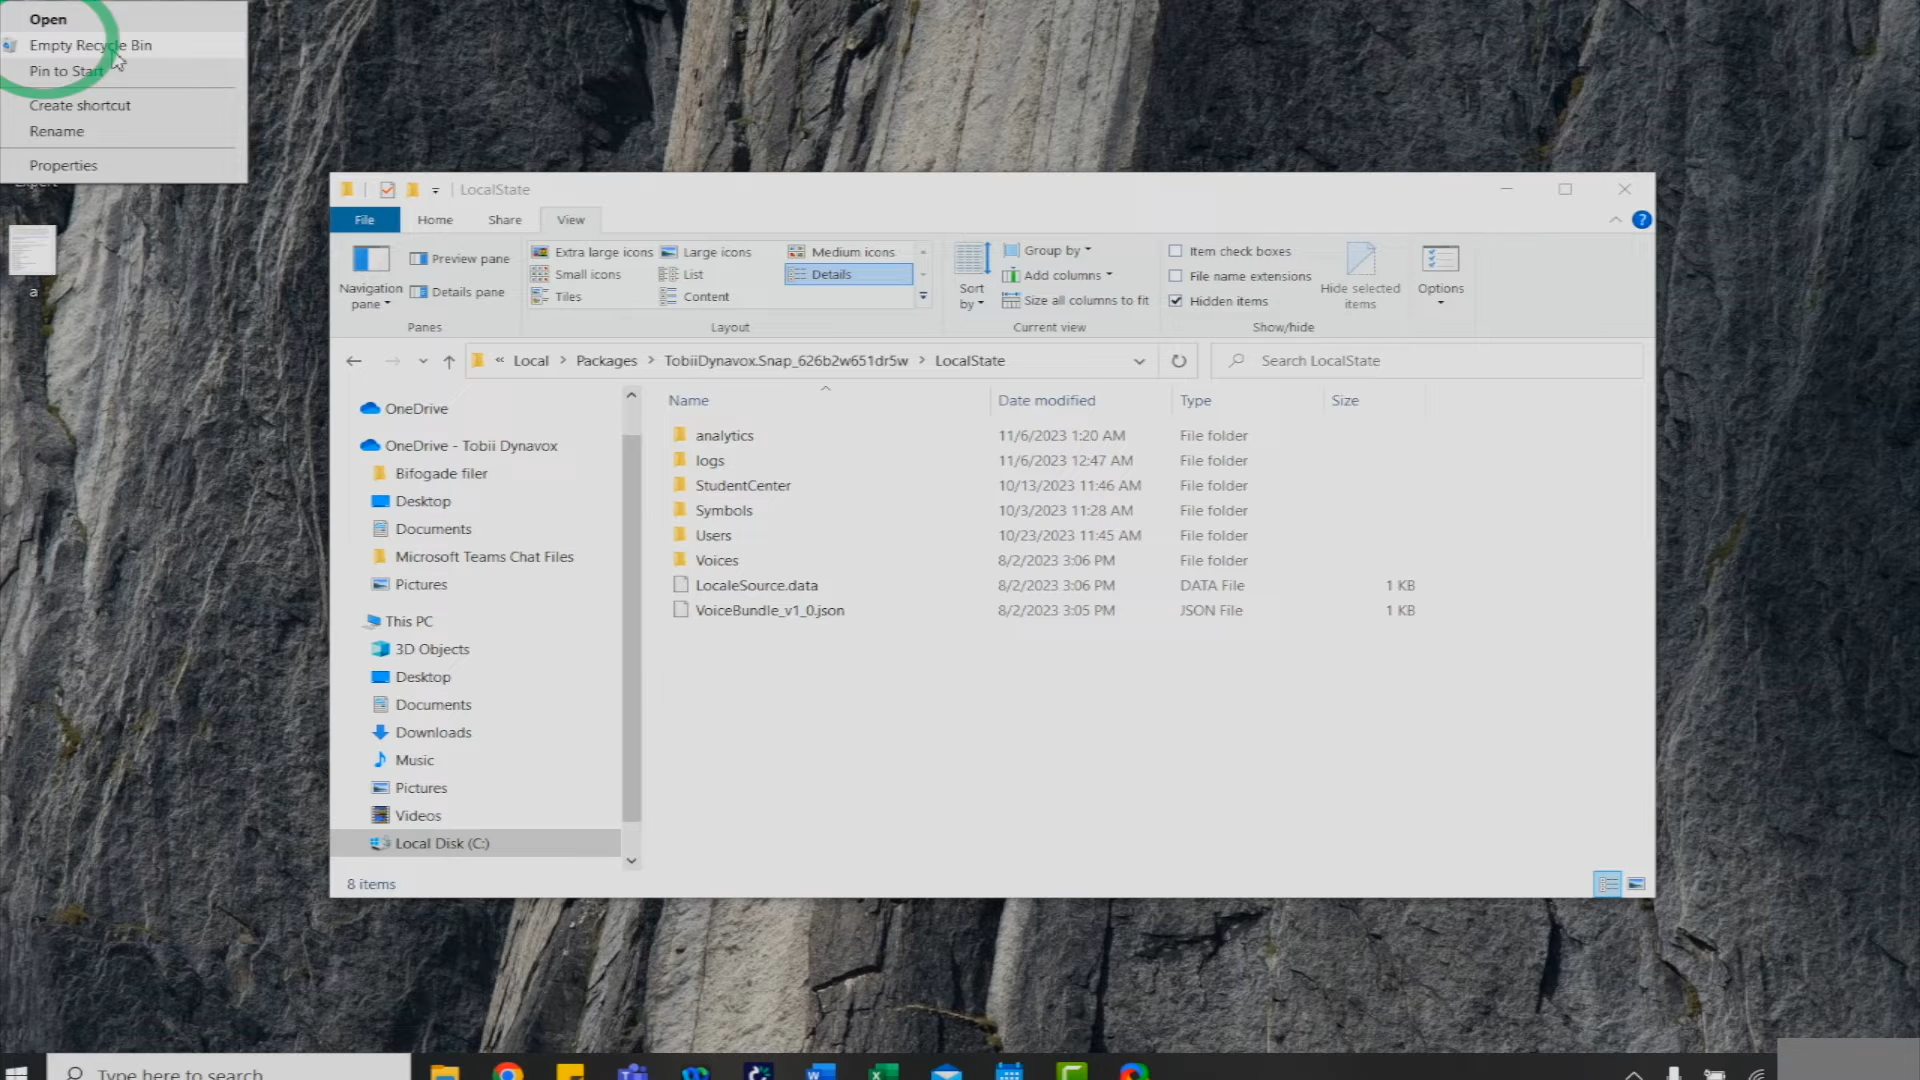 Open
Empty Recycle Bin
Pin to Start
Create shortcut
Rename
Properties
a
LocalState
File Home Share View
Navigation pane
Preview pane
Details pane
Panes
Extra large icons Large icons Medium icons
Small icons List Details
Tiles Content
Layout
Sort by
Group by
Add columns
Size all columns to fit
Current view
Item check boxes
File name extensions
Hidden items
Hide selected items
Options
Show/hide
« Local > Packages > TobiiDynavox.Snap_626b2w651dr5w > LocalState
Search LocalState
OneDrive
OneDrive - Tobii Dynavox
Bifogade filer
Desktop
Documents
Microsoft Teams Chat Files
Pictures
This PC
3D Objects
Desktop
Documents
Downloads
Music
Pictures
Videos
Local Disk (C:)
Name Date modified Type Size
analytics 11/6/2023 1:20 AM File folder
logs 11/6/2023 12:47 AM File folder
StudentCenter 10/13/2023 11:46 AM File folder
Symbols 10/3/2023 11:28 AM File folder
Users 10/23/2023 11:45 AM File folder
Voices 8/2/2023 3:06 PM File folder
LocaleSource.data 8/2/2023 3:06 PM DATA File 1 KB
VoiceBundle_v1_0.json 8/2/2023 3:05 PM JSON File 1 KB
8 items
Type here to search